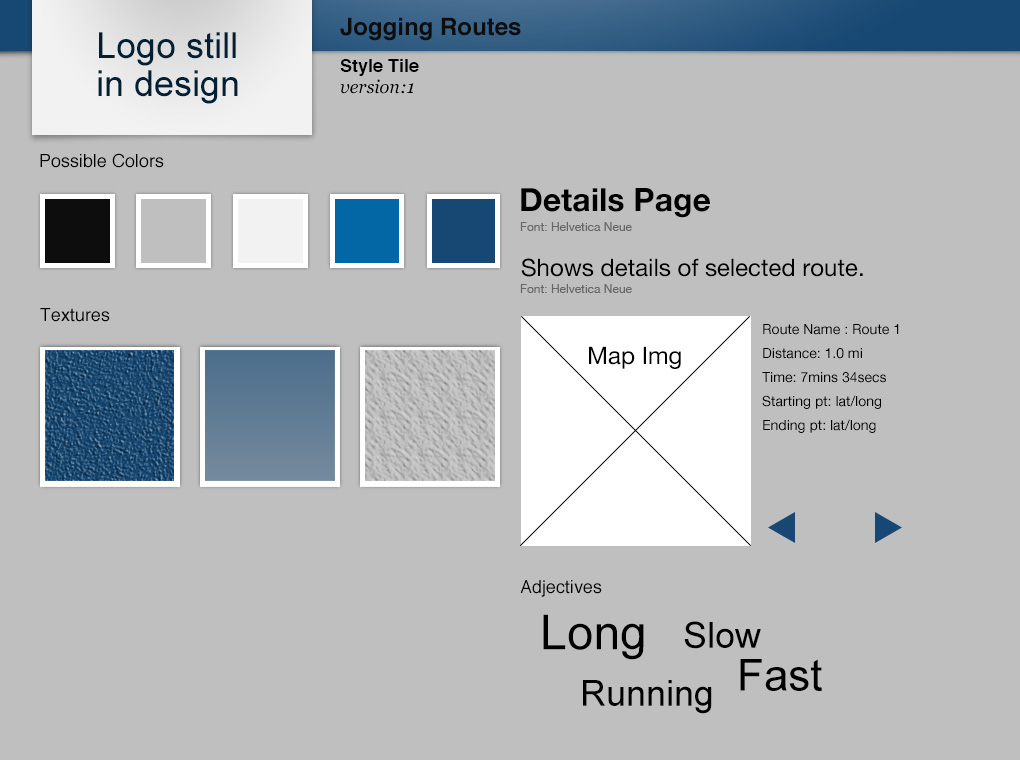 Logo still
in design
Jogging Routes
Style Tile
version:1
Possible Colors
Textures
Details Page
Font: Helvetica Neue
Shows details of selected route.
Font: Helvetica Neue
Map Img
Route Name : Route 1
Distance: 1.0 mi
Time: 7mins 34secs
Starting pt: lat/long
Ending pt: lat/long
Adjectives
Long
Slow
Fast
Running